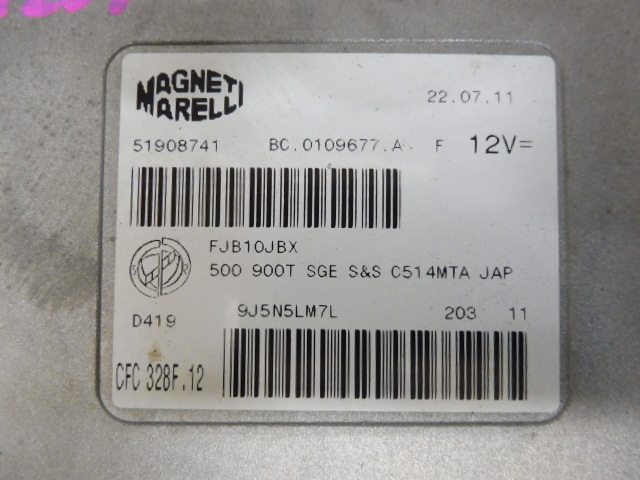 MAGNETI
MARELLI
22.07.11
51908741 BC.0109677.A F 12V=
FJB10JBX
500 900T SGE S&S C514MTA JAP
D419 9J5N5LM7L 203 11
CFC 328F.12